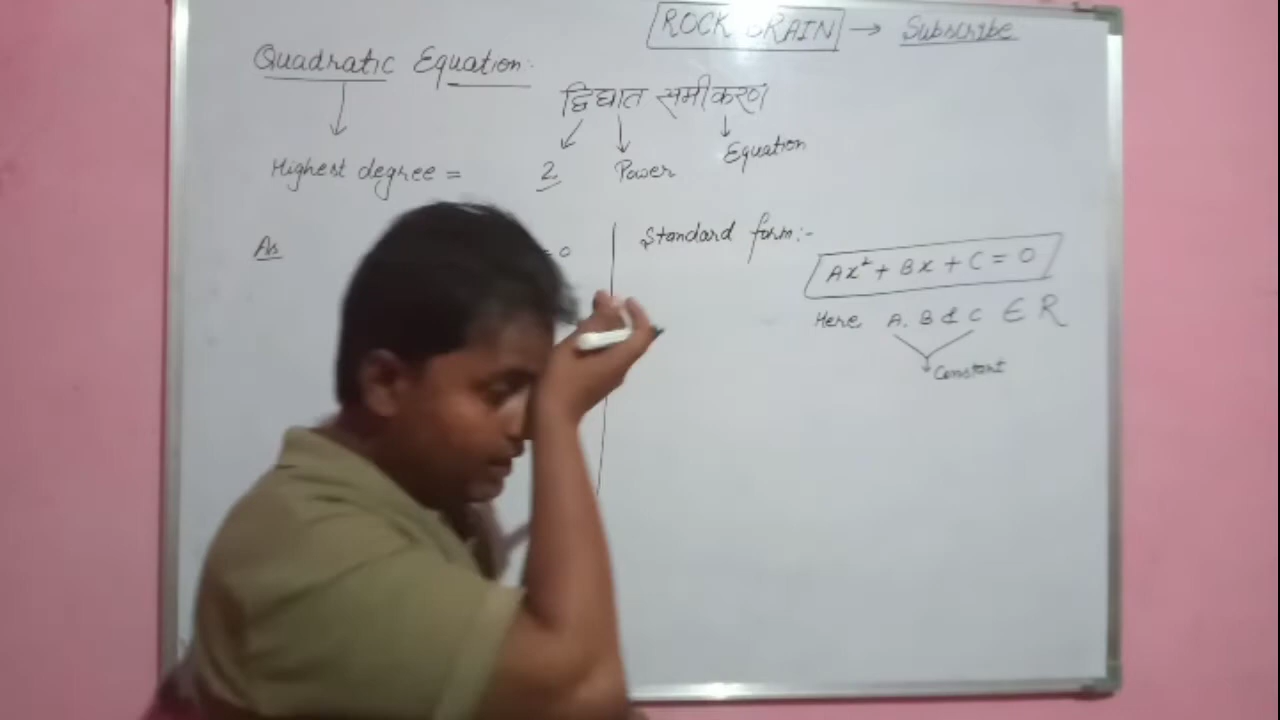 ROCK BRAIN → Subscribe
Quadratic Equation:
द्विघात समीकरण
Equation
Highest degree = 2 Power
As = 0
Standard form:-
Ax² + Bx + C = 0
Here A, B & C ∈ R
Constant